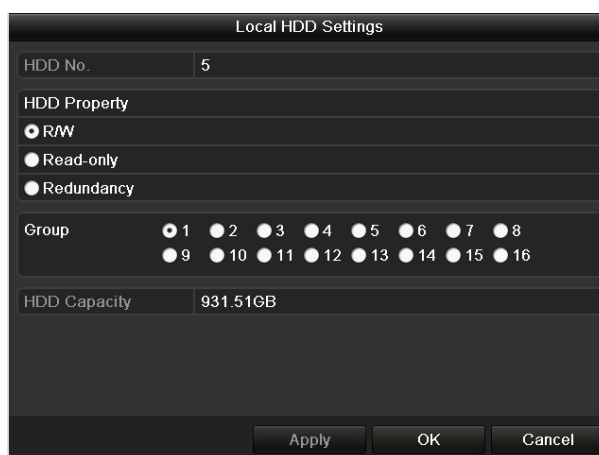 Local HDD Settings
HDD No. 5
HDD Property
R/W
Read-only
Redundancy
Group 1 2 3 4 5 6 7 8
9 10 11 12 13 14 15 16
HDD Capacity 931.51GB
Apply OK Cancel